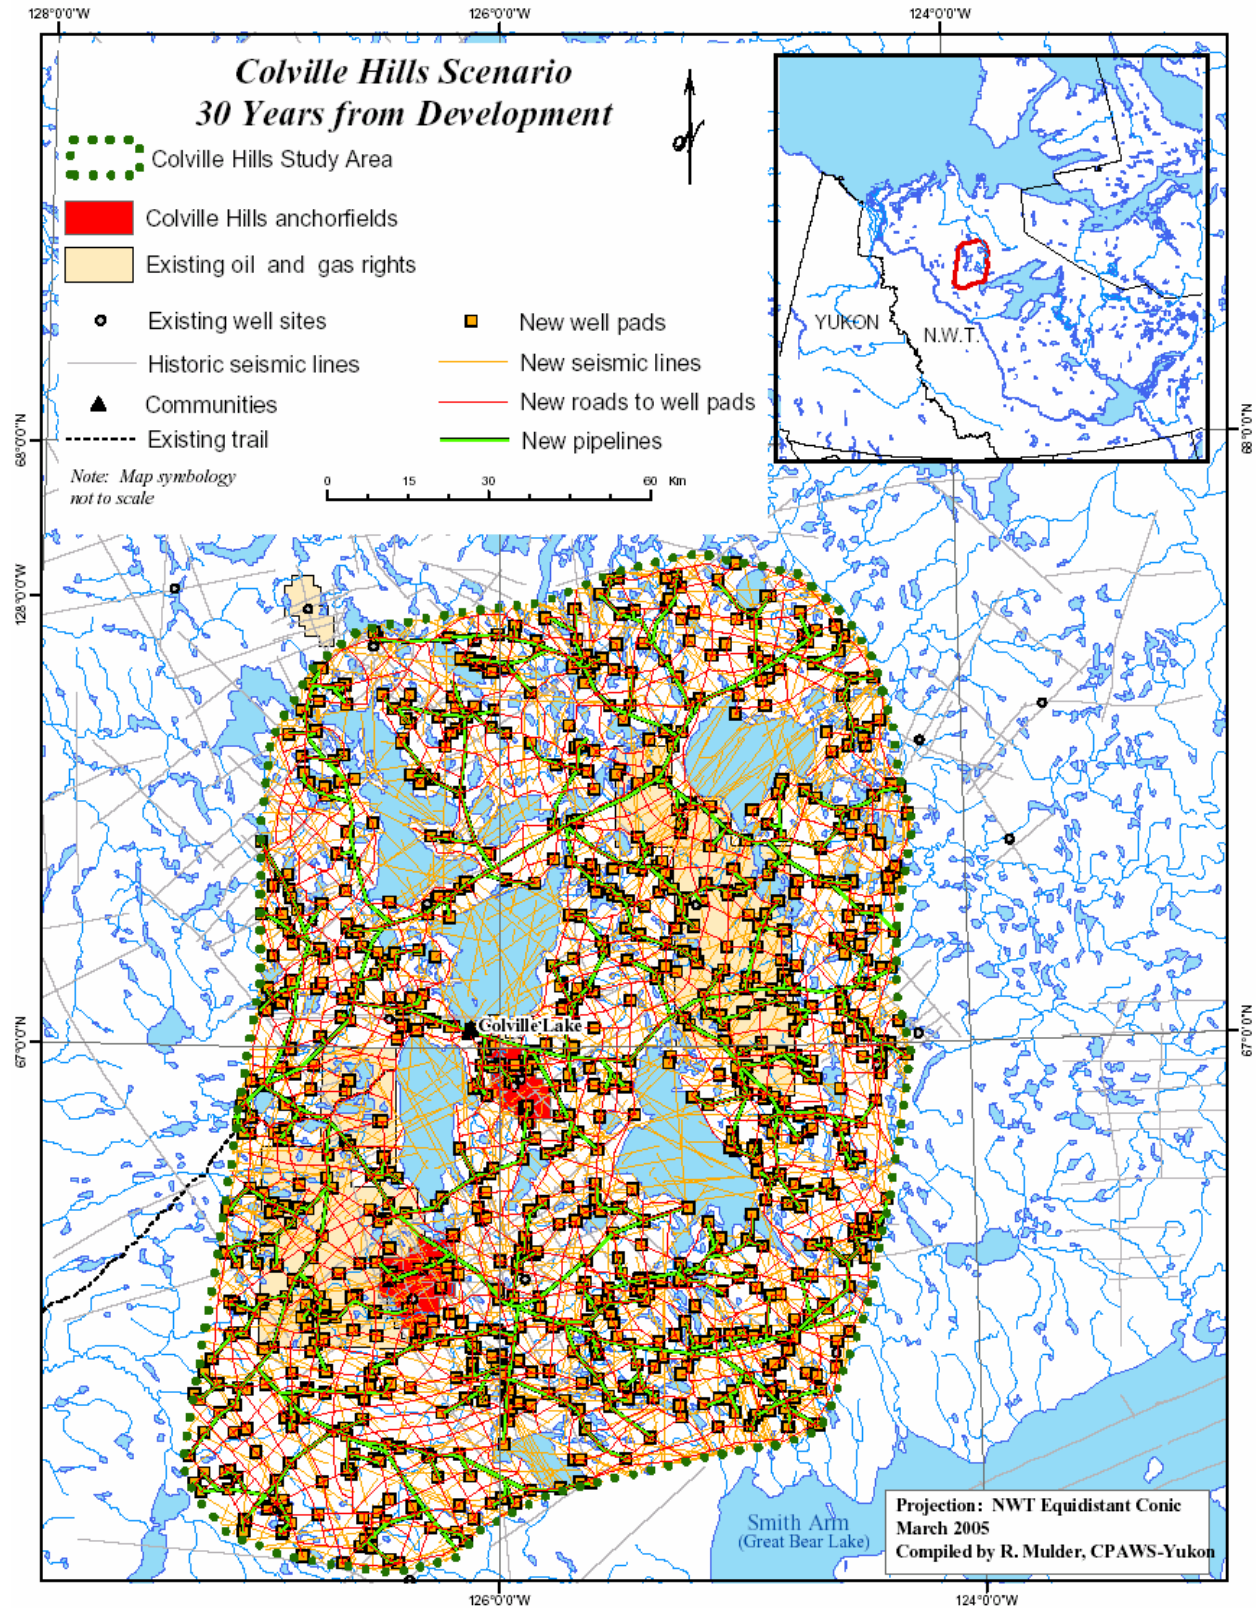 128°0'0"W
126°0'0"W
124°0'0"W
Colville Hills Scenario
30 Years from Development
Colville Hills Study Area
Colville Hills anchorfields
Existing oil and gas rights
Existing well sites
New well pads
Historic seismic lines
New seismic lines
Communities
New roads to well pads
Existing trail
New pipelines
Note: Map symbology
not to scale
0 15 30 60 Km
YUKON
N.W.T.
68°0'0"N
68°0'0"N
128°0'0"W
67°0'0"N
67°0'0"N
Colville Lake
Smith Arm
(Great Bear Lake)
Projection: NWT Equidistant Conic
March 2005
Compiled by R. Mulder, CPAWS-Yukon
126°0'0"W
124°0'0"W